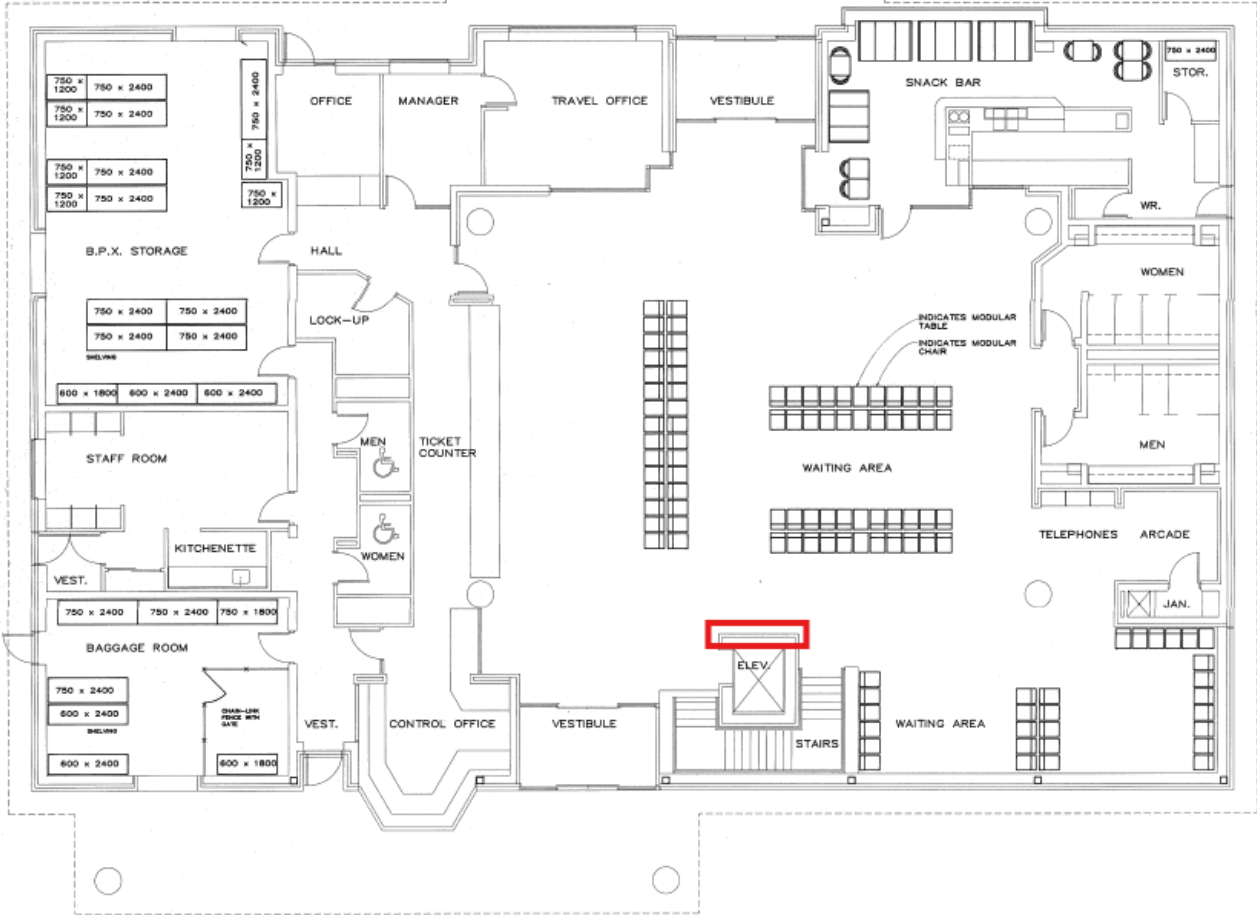 750 x
1200
750 x 2400
750 x
1200
750 x 2400
750 x 2400
750 x
1200
750 x
1200
750 x
1200
750 x 2400
750 x
1200
750 x 2400
OFFICE
MANAGER
TRAVEL OFFICE
VESTIBULE
SNACK BAR
750 x 2400
STOR.
WR.
B.P.X. STORAGE
HALL
WOMEN
750 x 2400
750 x 2400
750 x 2400
750 x 2400
SHELVING
LOCK-UP
INDICATES MODULAR
TABLE
INDICATES MODULAR
CHAIR
600 x 1800
600 x 2400
600 x 2400
STAFF ROOM
MEN
TICKET
COUNTER
WAITING AREA
MEN
KITCHENETTE
WOMEN
TELEPHONES
ARCADE
VEST.
JAN.
750 x 2400
750 x 2400
750 x 1800
BAGGAGE ROOM
ELEV.
750 x 2400
600 x 2400
SHELVING
CHAIN-LINK
FENCE WITH
GATE
VEST.
CONTROL OFFICE
VESTIBULE
STAIRS
WAITING AREA
600 x 2400
600 x 1800